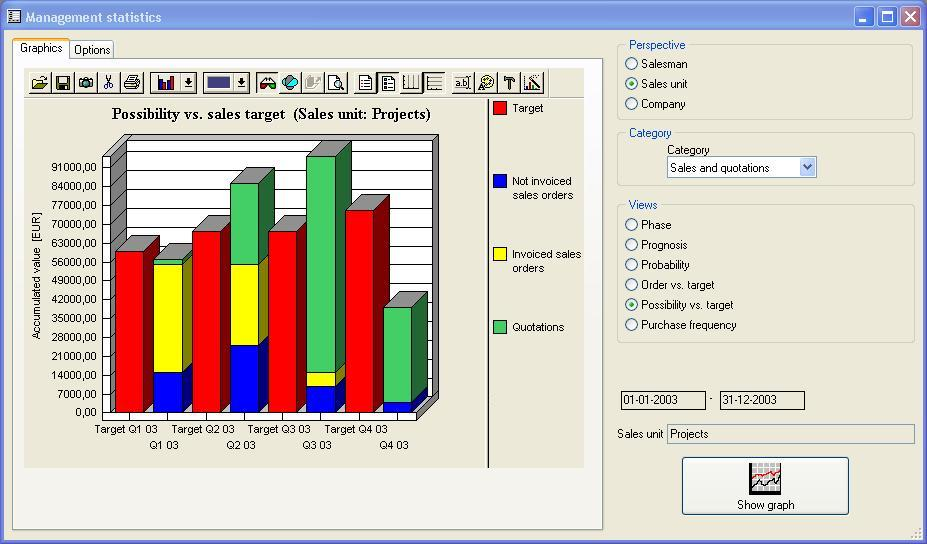 Management statistics
Graphics
Options
a.b]
T
Possibility vs. sales target (Sales unit: Projects)
Accumulated value [EUR]
91000,00
84000,00
77000,00
70000,00
63000,00
56000,00
49000,00
42000,00
35000,00
28000,00
21000,00
14000,00
7000,00
0,00
Target Q1 03
Target Q2 03
Target Q3 03
Target Q4 03
Q1 03
Q2 03
Q3 03
Q4 03
Target
Not invoiced
sales orders
Invoiced sales
orders
Quotations
Perspective
Salesman
Sales unit
Company
Category
Category
Sales and quotations
Views
Phase
Prognosis
Probability
Order vs. target
Possibility vs. target
Purchase frequency
01-01-2003 - 31-12-2003
Sales unit Projects
Show graph